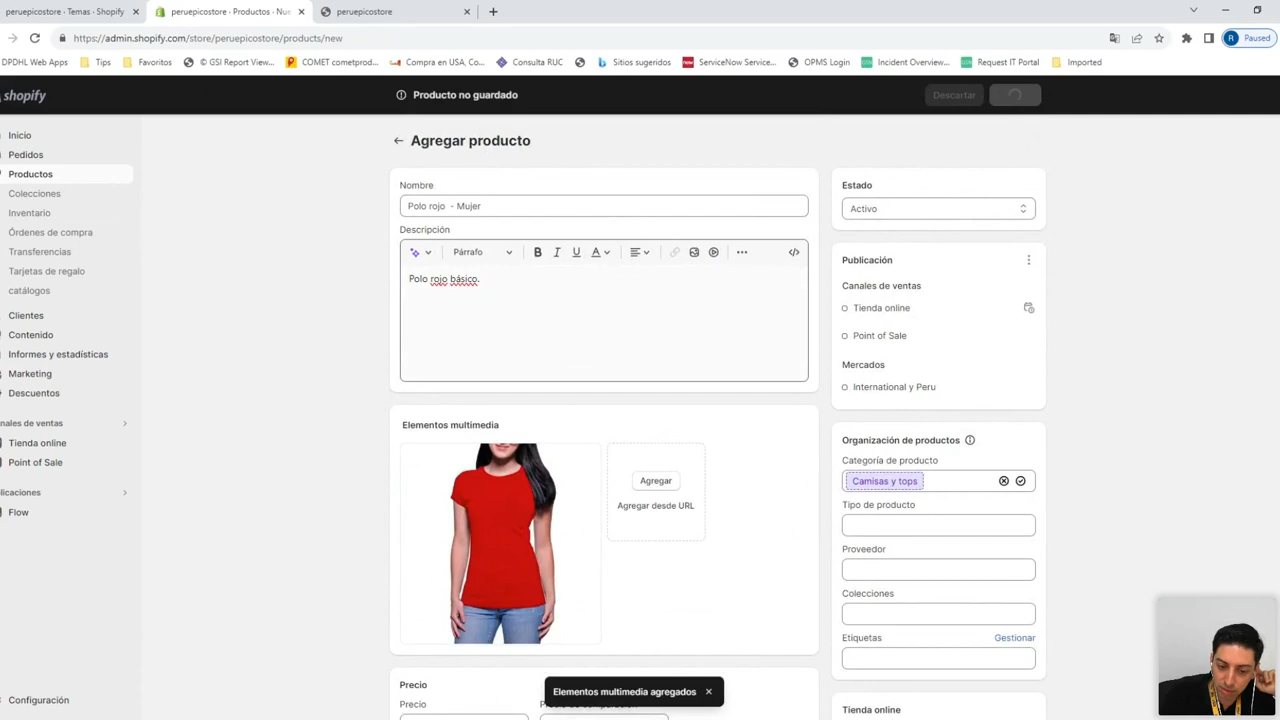 peruepicostore · Temas · Shopify
peruepicostore · Productos · Nue
peruepicostore
https://admin.shopify.com/store/peruepicostore/products/new
Paused
DPDHL Web Apps
Tips
Favoritos
© GSI Report View...
COMET cometprod...
Compra en USA, Co...
Consulta RUC
Sitios sugeridos
ServiceNow Service...
OPMS Login
Incident Overview...
Request IT Portal
Imported
shopify
Producto no guardado
Descartar
Inicio
Pedidos
Productos
Colecciones
Inventario
Órdenes de compra
Transferencias
Tarjetas de regalo
catálogos
Clientes
Contenido
Informes y estadísticas
Marketing
Descuentos
nales de ventas
Tienda online
Point of Sale
licaciones
Flow
Configuración
Agregar producto
Nombre
Polo rojo - Mujer
Descripción
Párrafo
B I U A
Polo rojo básico.
Elementos multimedia
Agregar
Agregar desde URL
Precio
Precio
Elementos multimedia agregados
Estado
Activo
Publicación
Canales de ventas
Tienda online
Point of Sale
Mercados
International y Peru
Organización de productos
Categoría de producto
Camisas y tops
Tipo de producto
Proveedor
Colecciones
Etiquetas
Gestionar
Tienda online